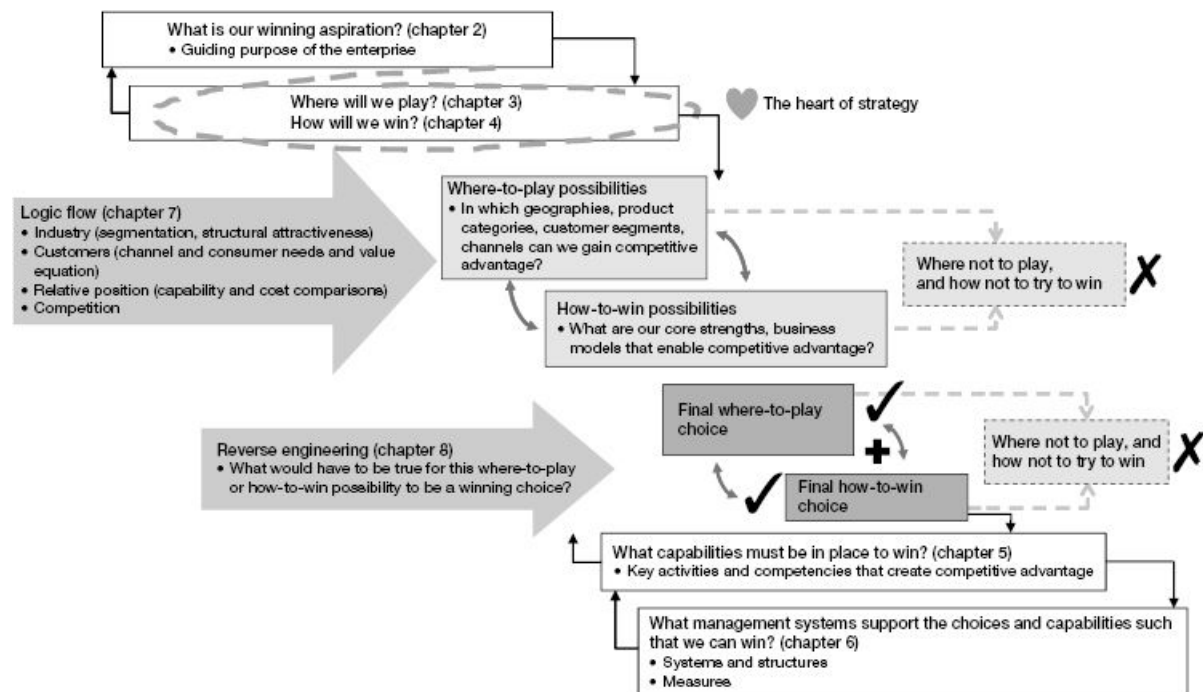 What is our winning aspiration? (chapter 2)
• Guiding purpose of the enterprise
Where will we play? (chapter 3)
How will we win? (chapter 4)
The heart of strategy
Logic flow (chapter 7)
• Industry (segmentation, structural attractiveness)
• Customers (channel and consumer needs and value
equation)
• Relative position (capability and cost comparisons)
• Competition
Where-to-play possibilities
• In which geographies, product
categories, customer segments,
channels can we gain competitive
advantage?
How-to-win possibilities
• What are our core strengths, business
models that enable competitive advantage?
Where not to play,
and how not to try to win
Reverse engineering (chapter 8)
• What would have to be true for this where-to-play
or how-to-win possibility to be a winning choice?
Final where-to-play
choice
Final how-to-win
choice
Where not to play, and
how not to try to win
What capabilities must be in place to win? (chapter 5)
• Key activities and competencies that create competitive advantage
What management systems support the choices and capabilities such
that we can win? (chapter 6)
• Systems and structures
• Measures